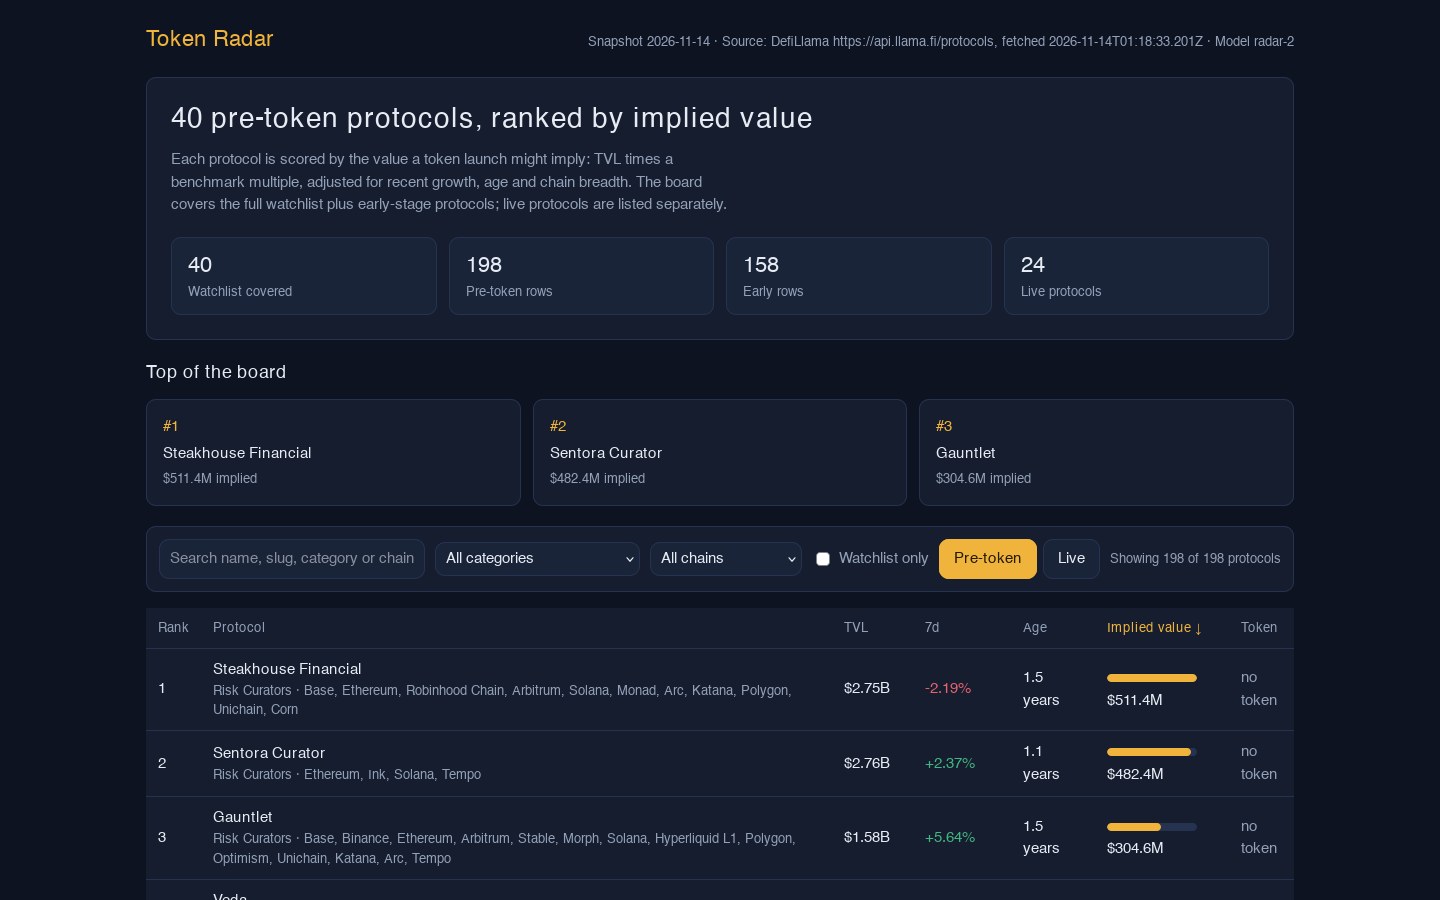 Token Radar
Snapshot 2026-11-14 · Source: DefiLlama https://api.llama.fi/protocols, fetched 2026-11-14T01:18:33.201Z · Model radar-2
40 pre-token protocols, ranked by implied value
Each protocol is scored by the value a token launch might imply: TVL times a
benchmark multiple, adjusted for recent growth, age and chain breadth. The board
covers the full watchlist plus early-stage protocols; live protocols are listed separately.
40
Watchlist covered
198
Pre-token rows
158
Early rows
24
Live protocols
Top of the board
#1
Steakhouse Financial
$511.4M implied
#2
Sentora Curator
$482.4M implied
#3
Gauntlet
$304.6M implied
Search name, slug, category or chain
All categories
All chains
Watchlist only
Pre-token
Live
Showing 198 of 198 protocols
Rank Protocol TVL 7d Age Implied value ↓ Token
1
Steakhouse Financial
Risk Curators · Base, Ethereum, Robinhood Chain, Arbitrum, Solana, Monad, Arc, Katana, Polygon,
Unichain, Corn
$2.75B
-2.19%
1.5
years
$511.4M
no
token
2
Sentora Curator
Risk Curators · Ethereum, Ink, Solana, Tempo
$2.76B
+2.37%
1.1
years
$482.4M
no
token
3
Gauntlet
Risk Curators · Base, Binance, Ethereum, Arbitrum, Stable, Morph, Solana, Hyperliquid L1, Polygon,
Optimism, Unichain, Katana, Arc, Tempo
$1.58B
+5.64%
1.5
years
$304.6M
no
token